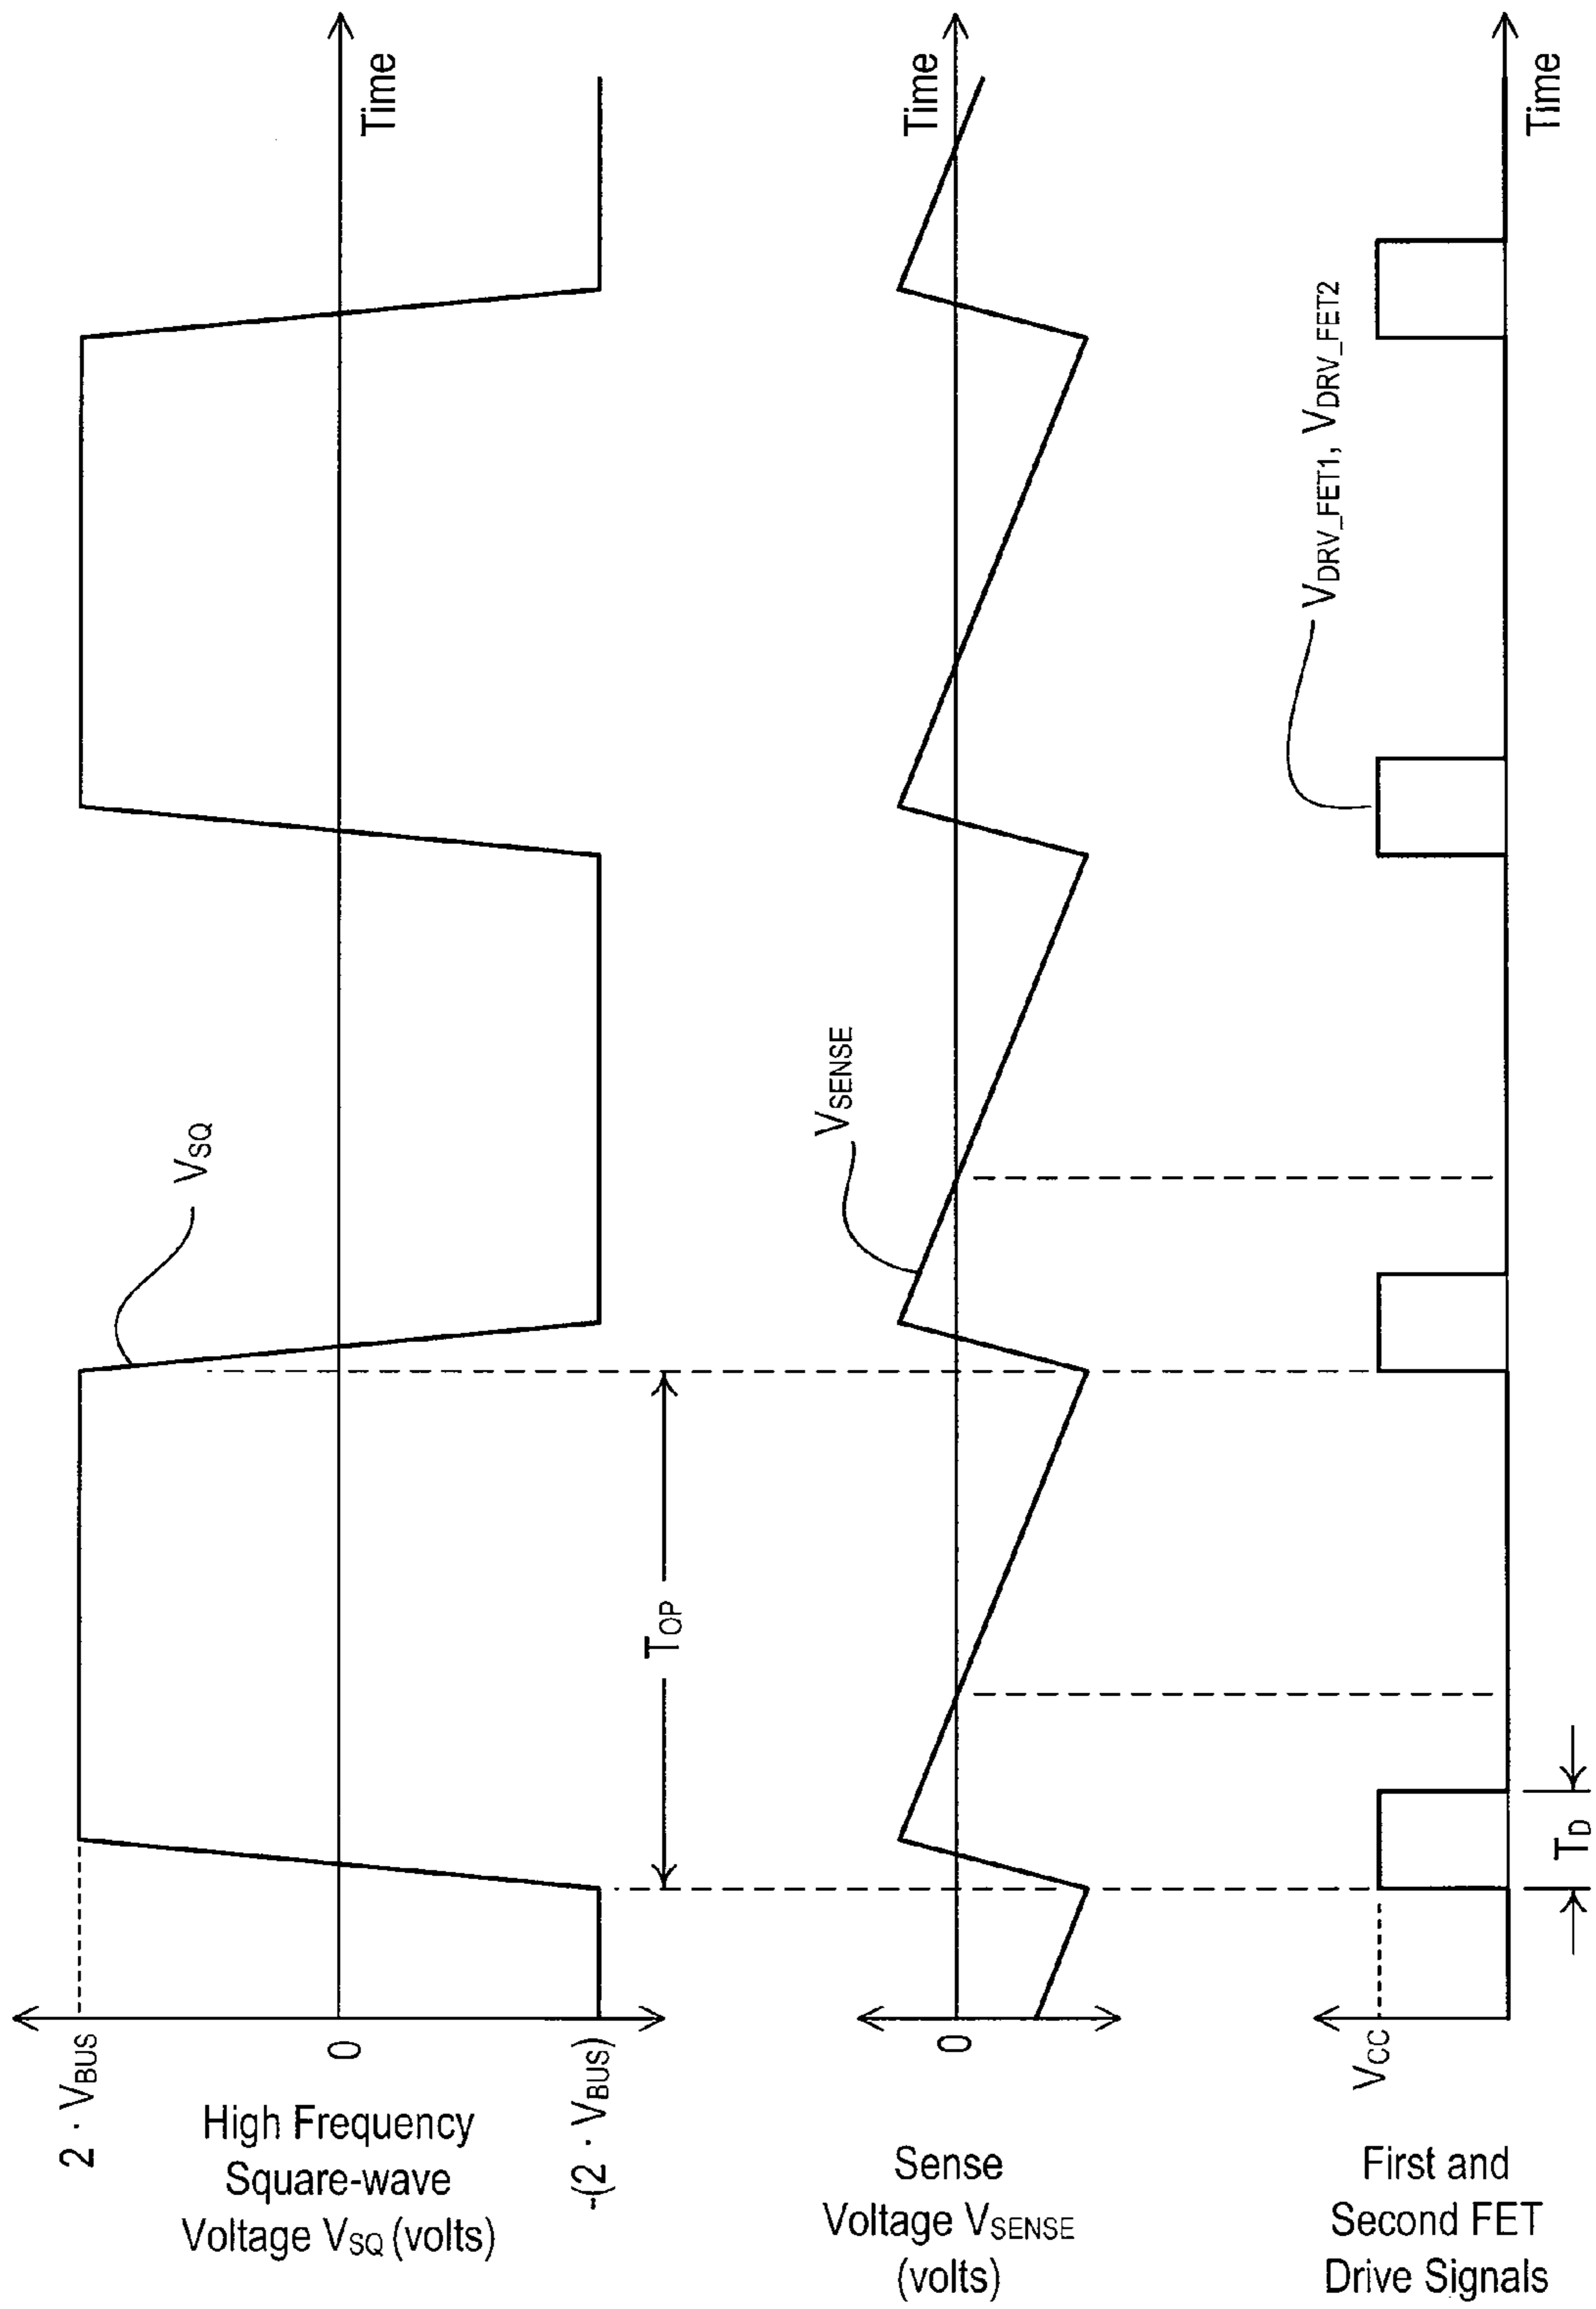 2 · VBUS
0
-(2 · VBUS)
High Frequency
Square-wave
Voltage VSQ (volts)
VSQ
Time
TOP
0
Sense
Voltage VSENSE
(volts)
VSENSE
Time
VCC
First and
Second FET
Drive Signals
VDRV_FET1, VDRV_FET2
Time
TD